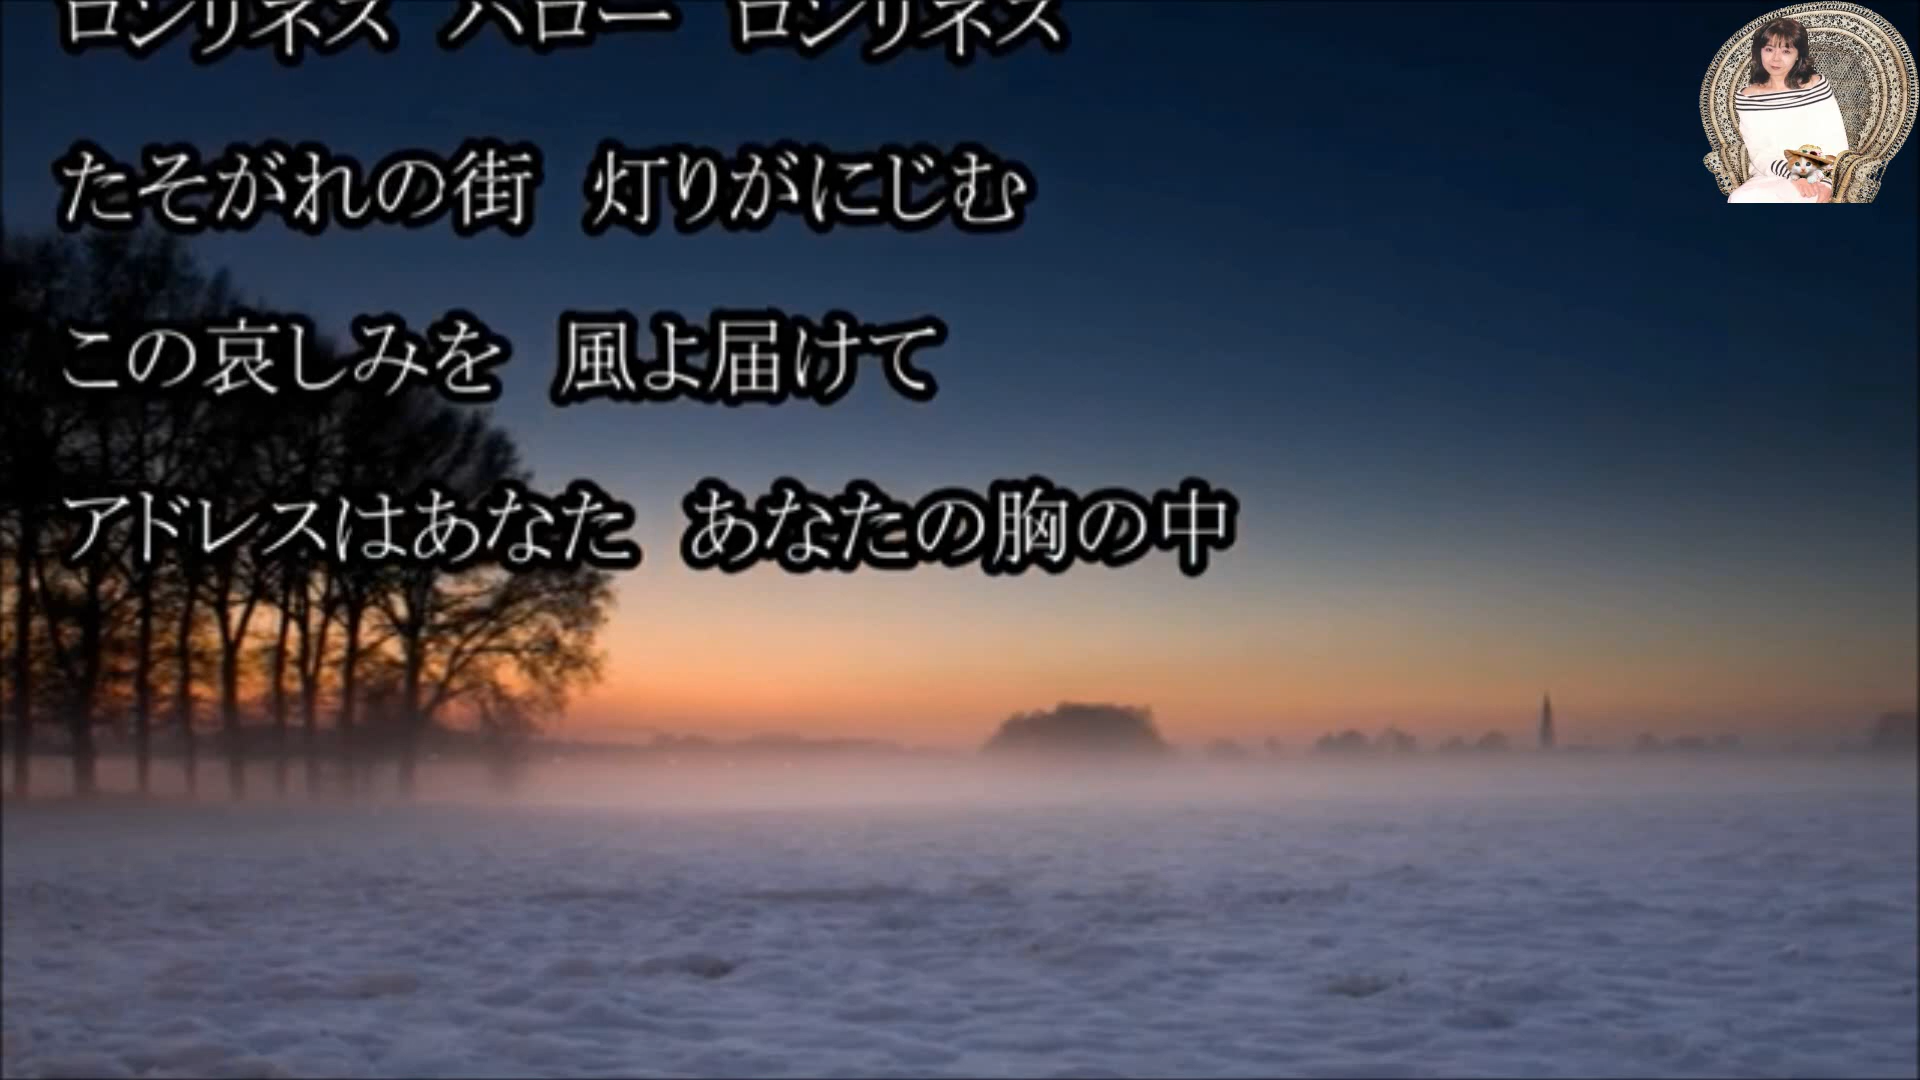 ロンリネス　ハロー　ロンリネス
たそがれの街　灯りがにじむ
この哀しみを　風よ届けて
アドレスはあなた　あなたの胸の中